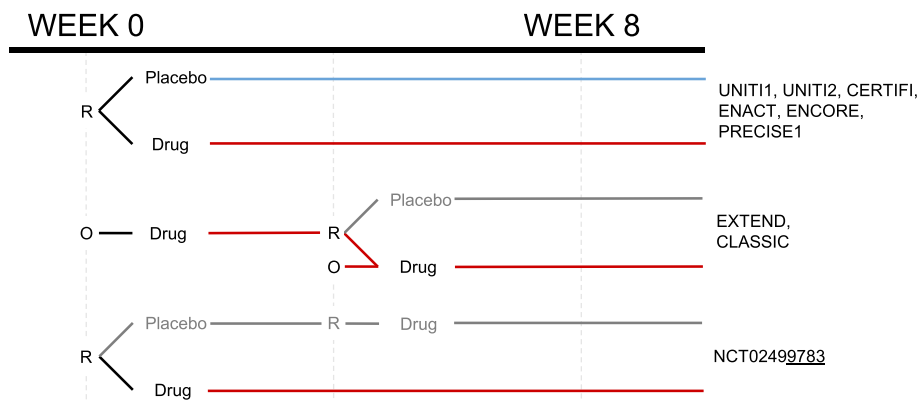 WEEK 0 WEEK 8
Placebo
R
Drug
UNITI1, UNITI2, CERTIFI,
ENACT, ENCORE,
PRECISE1
Placebo
O Drug R
O Drug
EXTEND,
CLASSIC
Placebo R Drug
R
Drug
NCT02499783